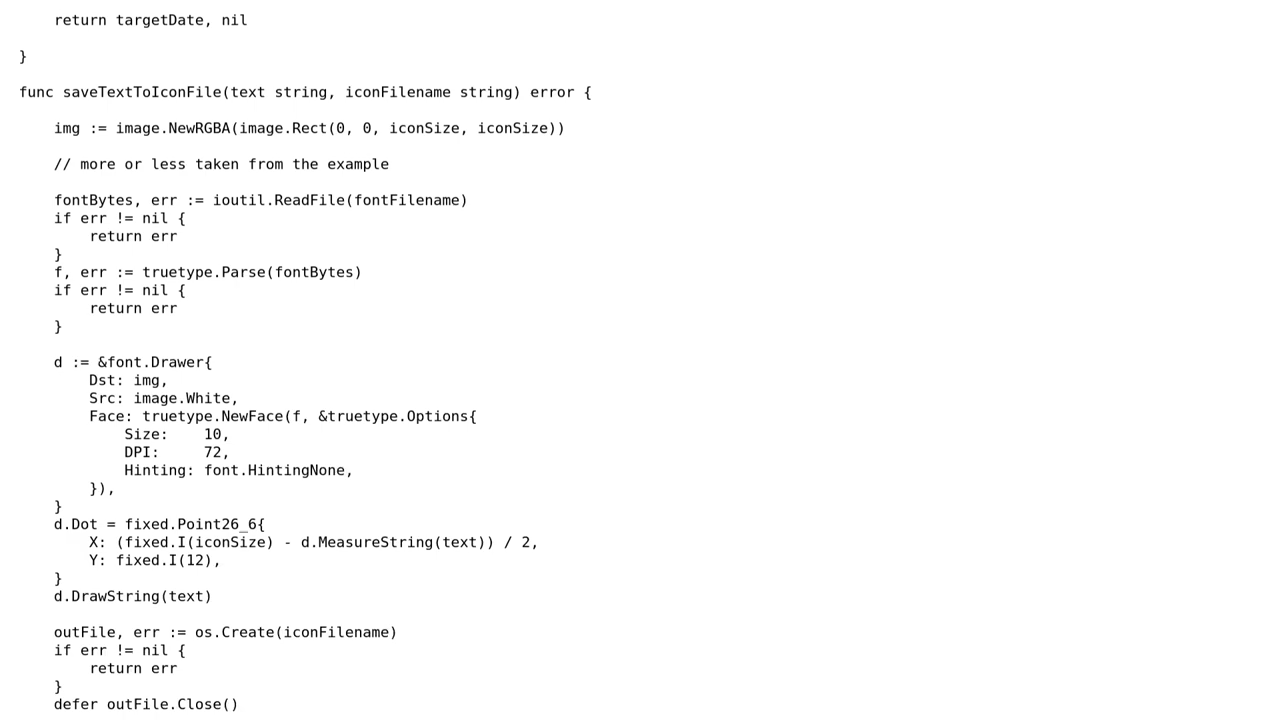 return targetDate, nil

}

func saveTextToIconFile(text string, iconFilename string) error {

    img := image.NewRGBA(image.Rect(0, 0, iconSize, iconSize))

    // more or less taken from the example

    fontBytes, err := ioutil.ReadFile(fontFilename)
    if err != nil {
        return err
    }
    f, err := truetype.Parse(fontBytes)
    if err != nil {
        return err
    }

    d := &font.Drawer{
        Dst: img,
        Src: image.White,
        Face: truetype.NewFace(f, &truetype.Options{
            Size:    10,
            DPI:     72,
            Hinting: font.HintingNone,
        }),
    }
    d.Dot = fixed.Point26_6{
        X: (fixed.I(iconSize) - d.MeasureString(text)) / 2,
        Y: fixed.I(12),
    }
    d.DrawString(text)

    outFile, err := os.Create(iconFilename)
    if err != nil {
        return err
    }
    defer outFile.Close()